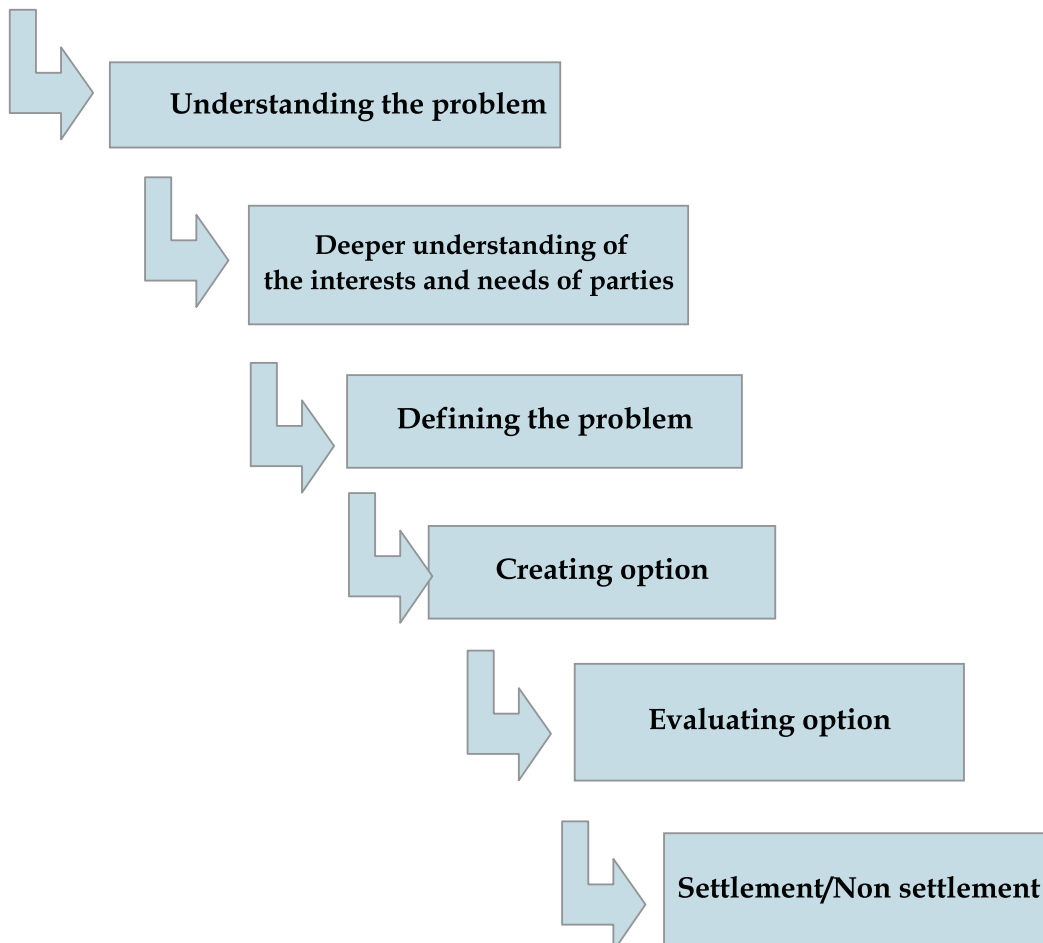 Understanding the problem
Deeper understanding of
the interests and needs of parties
Defining the problem
Creating option
Evaluating option
Settlement/Non settlement